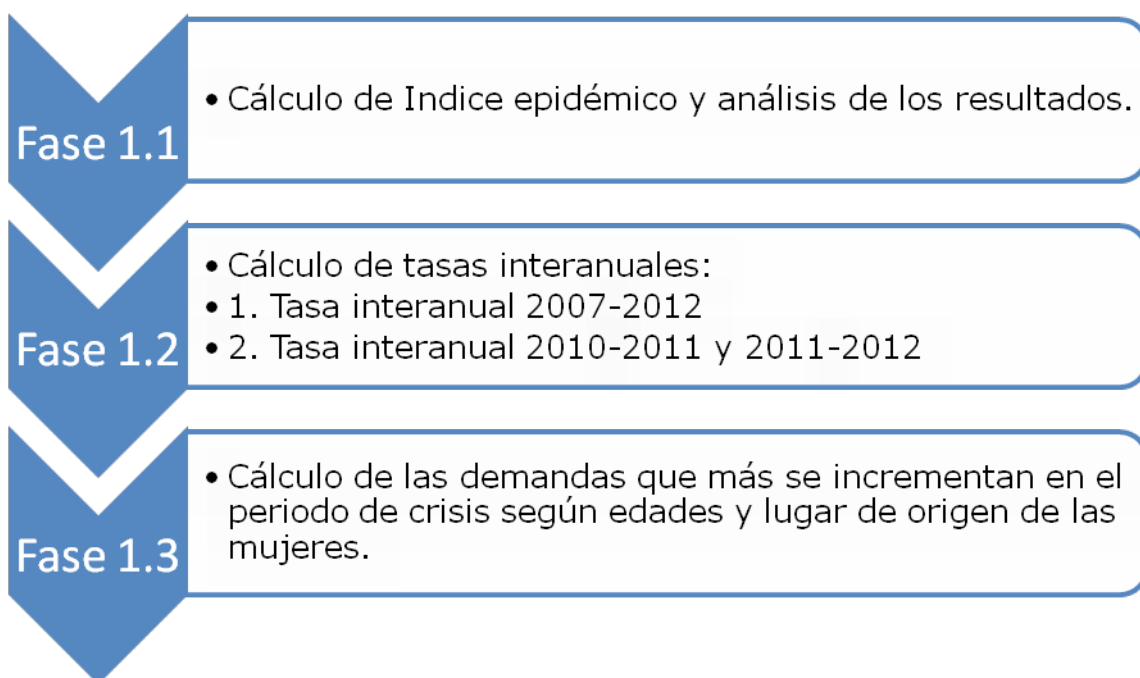 Fase 1.1
• Cálculo de Indice epidémico y análisis de los resultados.
Fase 1.2
• Cálculo de tasas interanuales:
• 1. Tasa interanual 2007-2012
• 2. Tasa interanual 2010-2011 y 2011-2012
Fase 1.3
• Cálculo de las demandas que más se incrementan en el
periodo de crisis según edades y lugar de origen de las
mujeres.